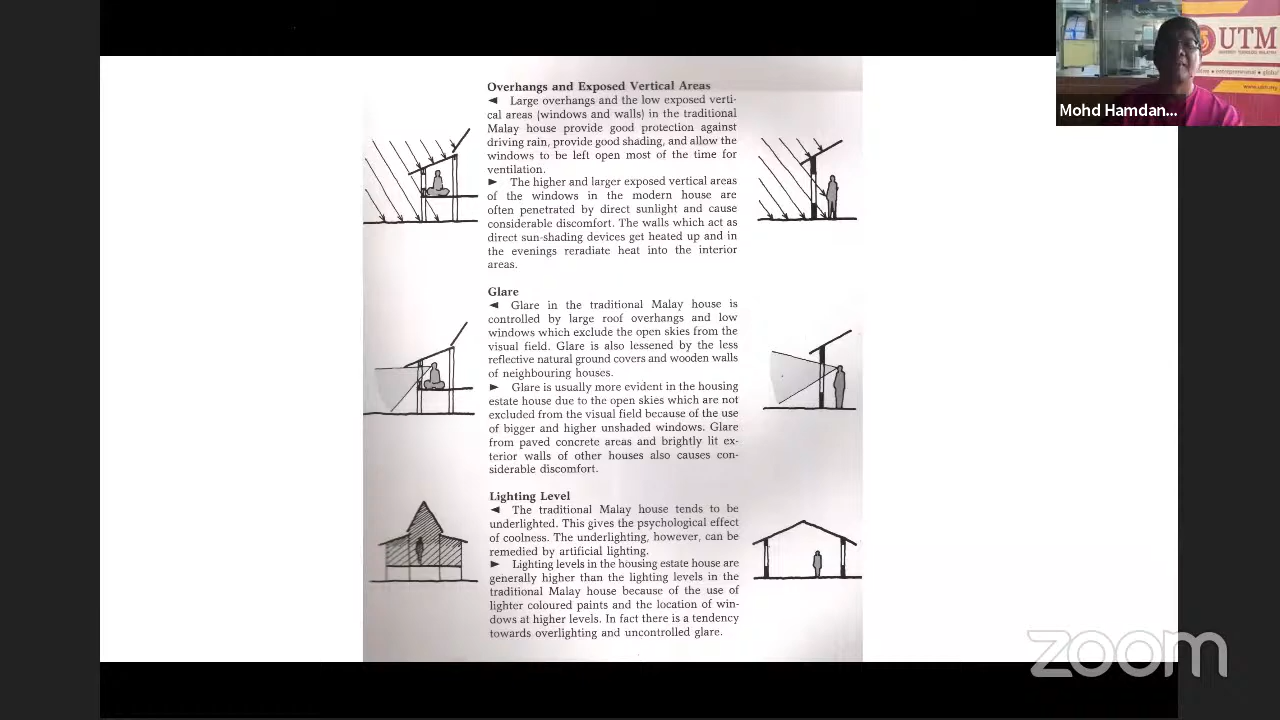 Overhangs and Exposed Vertical Areas
◄ Large overhangs and the low exposed verti-
cal areas (windows and walls) in the traditional
Malay house provide good protection against
driving rain, provide good shading, and allow the
windows to be left open most of the time for
ventilation.
► The higher and larger exposed vertical areas
of the windows in the modern house are
often penetrated by direct sunlight and cause
considerable discomfort. The walls which act as
direct sun-shading devices get heated up and in
the evenings reradiate heat into the interior
areas.
Glare
◄ Glare in the traditional Malay house is
controlled by large roof overhangs and low
windows which exclude the open skies from the
visual field. Glare is also lessened by the less
reflective natural ground covers and wooden walls
of neighbouring houses.
► Glare is usually more evident in the housing
estate house due to the open skies which are not
excluded from the visual field because of the use
of bigger and higher unshaded windows. Glare
from paved concrete areas and brightly lit ex-
terior walls of other houses also causes con-
siderable discomfort.
Lighting Level
◄ The traditional Malay house tends to be
underlighted. This gives the psychological effect
of coolness. The underlighting, however, can be
remedied by artificial lighting.
► Lighting levels in the housing estate house are
generally higher than the lighting levels in the
traditional Malay house because of the use of
lighter coloured paints and the location of win-
dows at higher levels. In fact there is a tendency
towards overlighting and uncontrolled glare.
UTM
entrepreneurial • global
Mohd Hamdan...
zoom